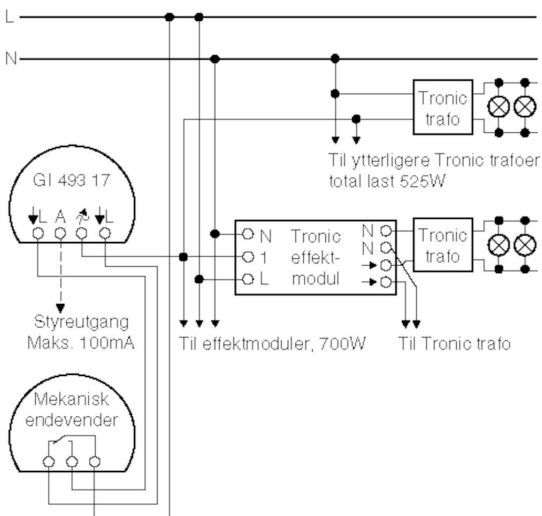 L
N
Tronic
trafo
Til ytterligere Tronic trafoer
total last 525W
GI 493 17
L A L
N Tronic N
1 effekt- N
L modul
Tronic
trafo
Styreutgang
Maks. 100mA
Til effektmoduler, 700W
Til Tronic trafo
Mekanisk
endevender